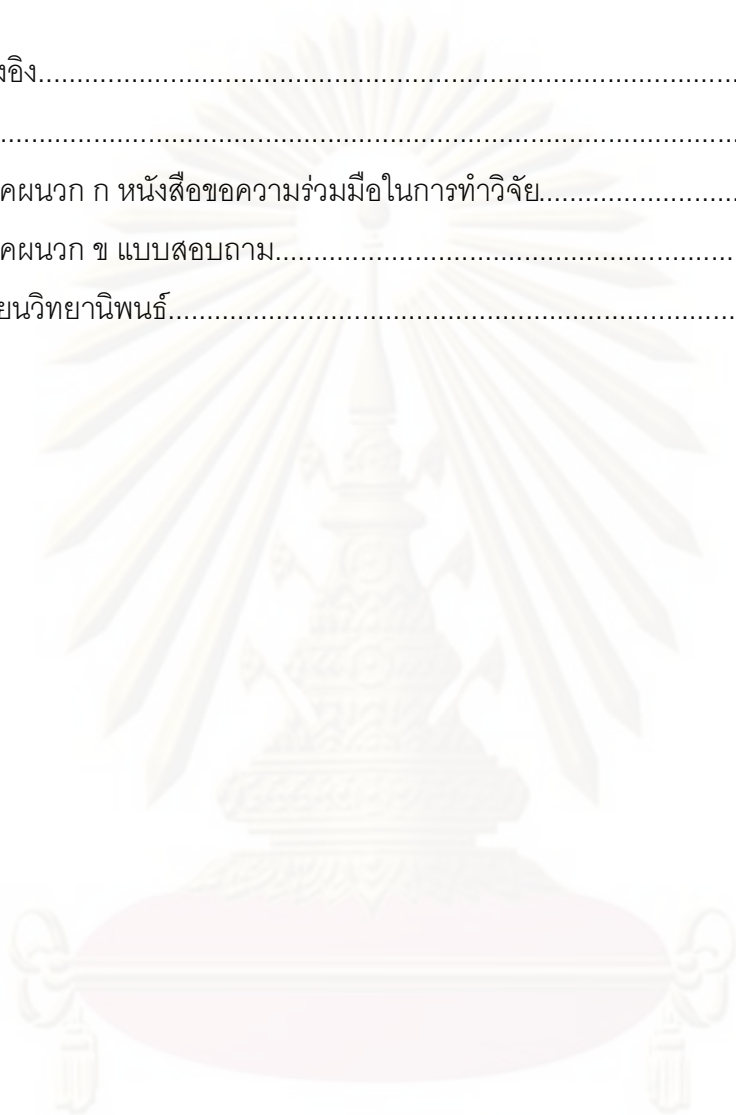 งอิง....................................................................................................
....................................................................................................
คผนวก ก หนังสือขอความร่วมมือในการทำวิจัย..........................
คผนวก ข แบบสอบถาม............................................................
ยนวิทยานิพนธ์..........................................................................